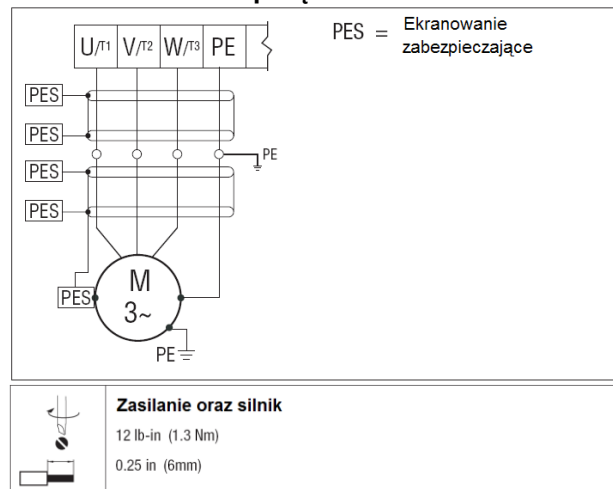 U/T1 V/T2 W/T3 PE
PES = Ekranowanie
zabezpieczające
PES
PES
PE
PES
PES
M
3~
PES
PE
Zasilanie oraz silnik
12 lb-in (1.3 Nm)
0.25 in (6mm)